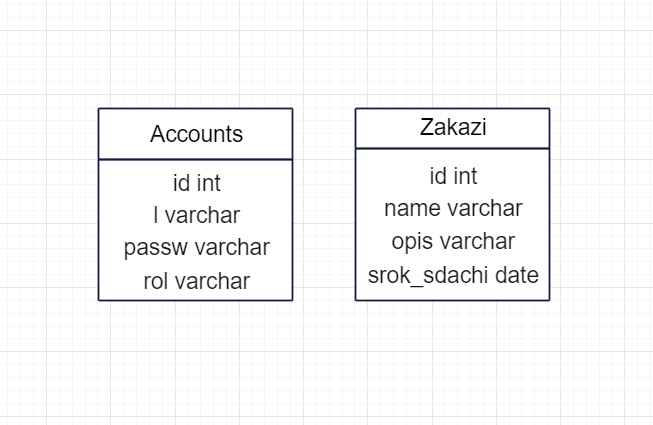 Accounts
id int
l varchar
passw varchar
rol varchar
Zakazi
id int
name varchar
opis varchar
srok_sdachi date